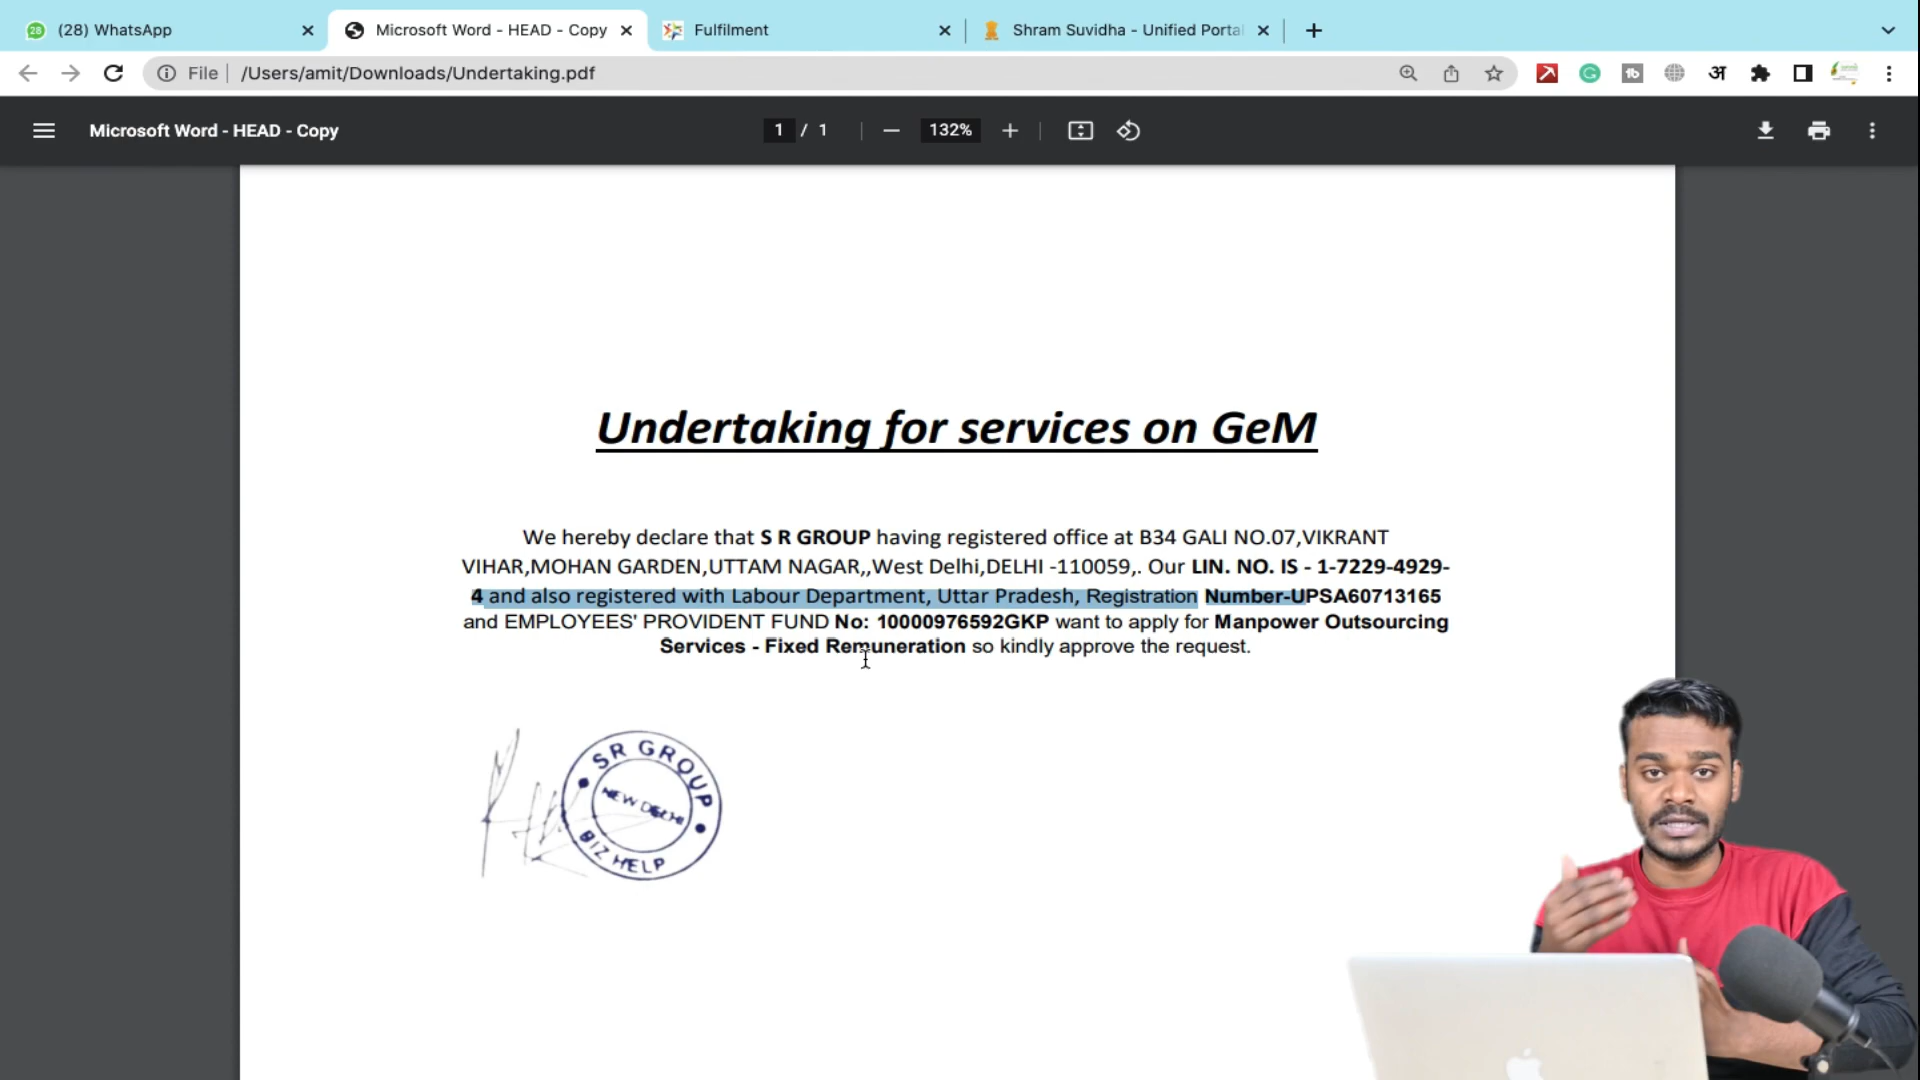 28 (28) WhatsApp Microsoft Word - HEAD - Copy Fulfilment Shram Suvidha - Unified Porta
File /Users/amit/Downloads/Undertaking.pdf अ
Microsoft Word - HEAD - Copy 1 / 1 132%
Undertaking for services on GeM
We hereby declare that S R GROUP having registered office at B34 GALI NO.07,VIKRANT
VIHAR,MOHAN GARDEN,UTTAM NAGAR,,West Delhi,DELHI -110059,. Our LIN. NO. IS - 1-7229-4929-
4 and also registered with Labour Department, Uttar Pradesh, Registration Number-UPSA60713165
and EMPLOYEES' PROVIDENT FUND No: 10000976592GKP want to apply for Manpower Outsourcing
Services - Fixed Remuneration so kindly approve the request.
SR GROUP
NEW DELHI
BIZ HELP